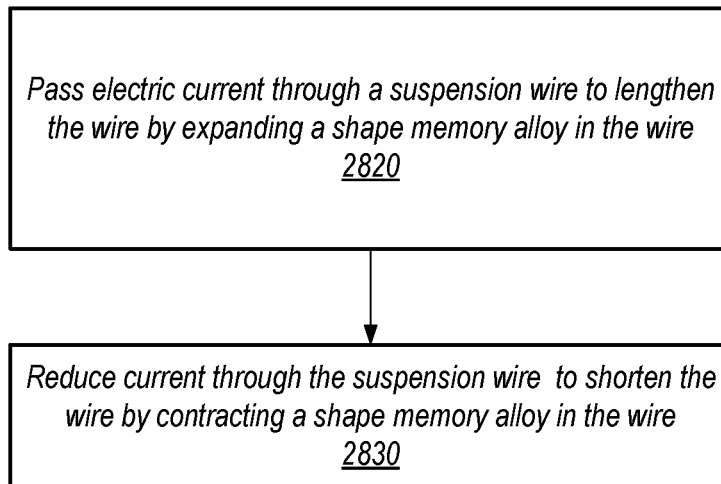 Pass electric current through a suspension wire to lengthen
the wire by expanding a shape memory alloy in the wire
2820
Reduce current through the suspension wire to shorten the
wire by contracting a shape memory alloy in the wire
2830